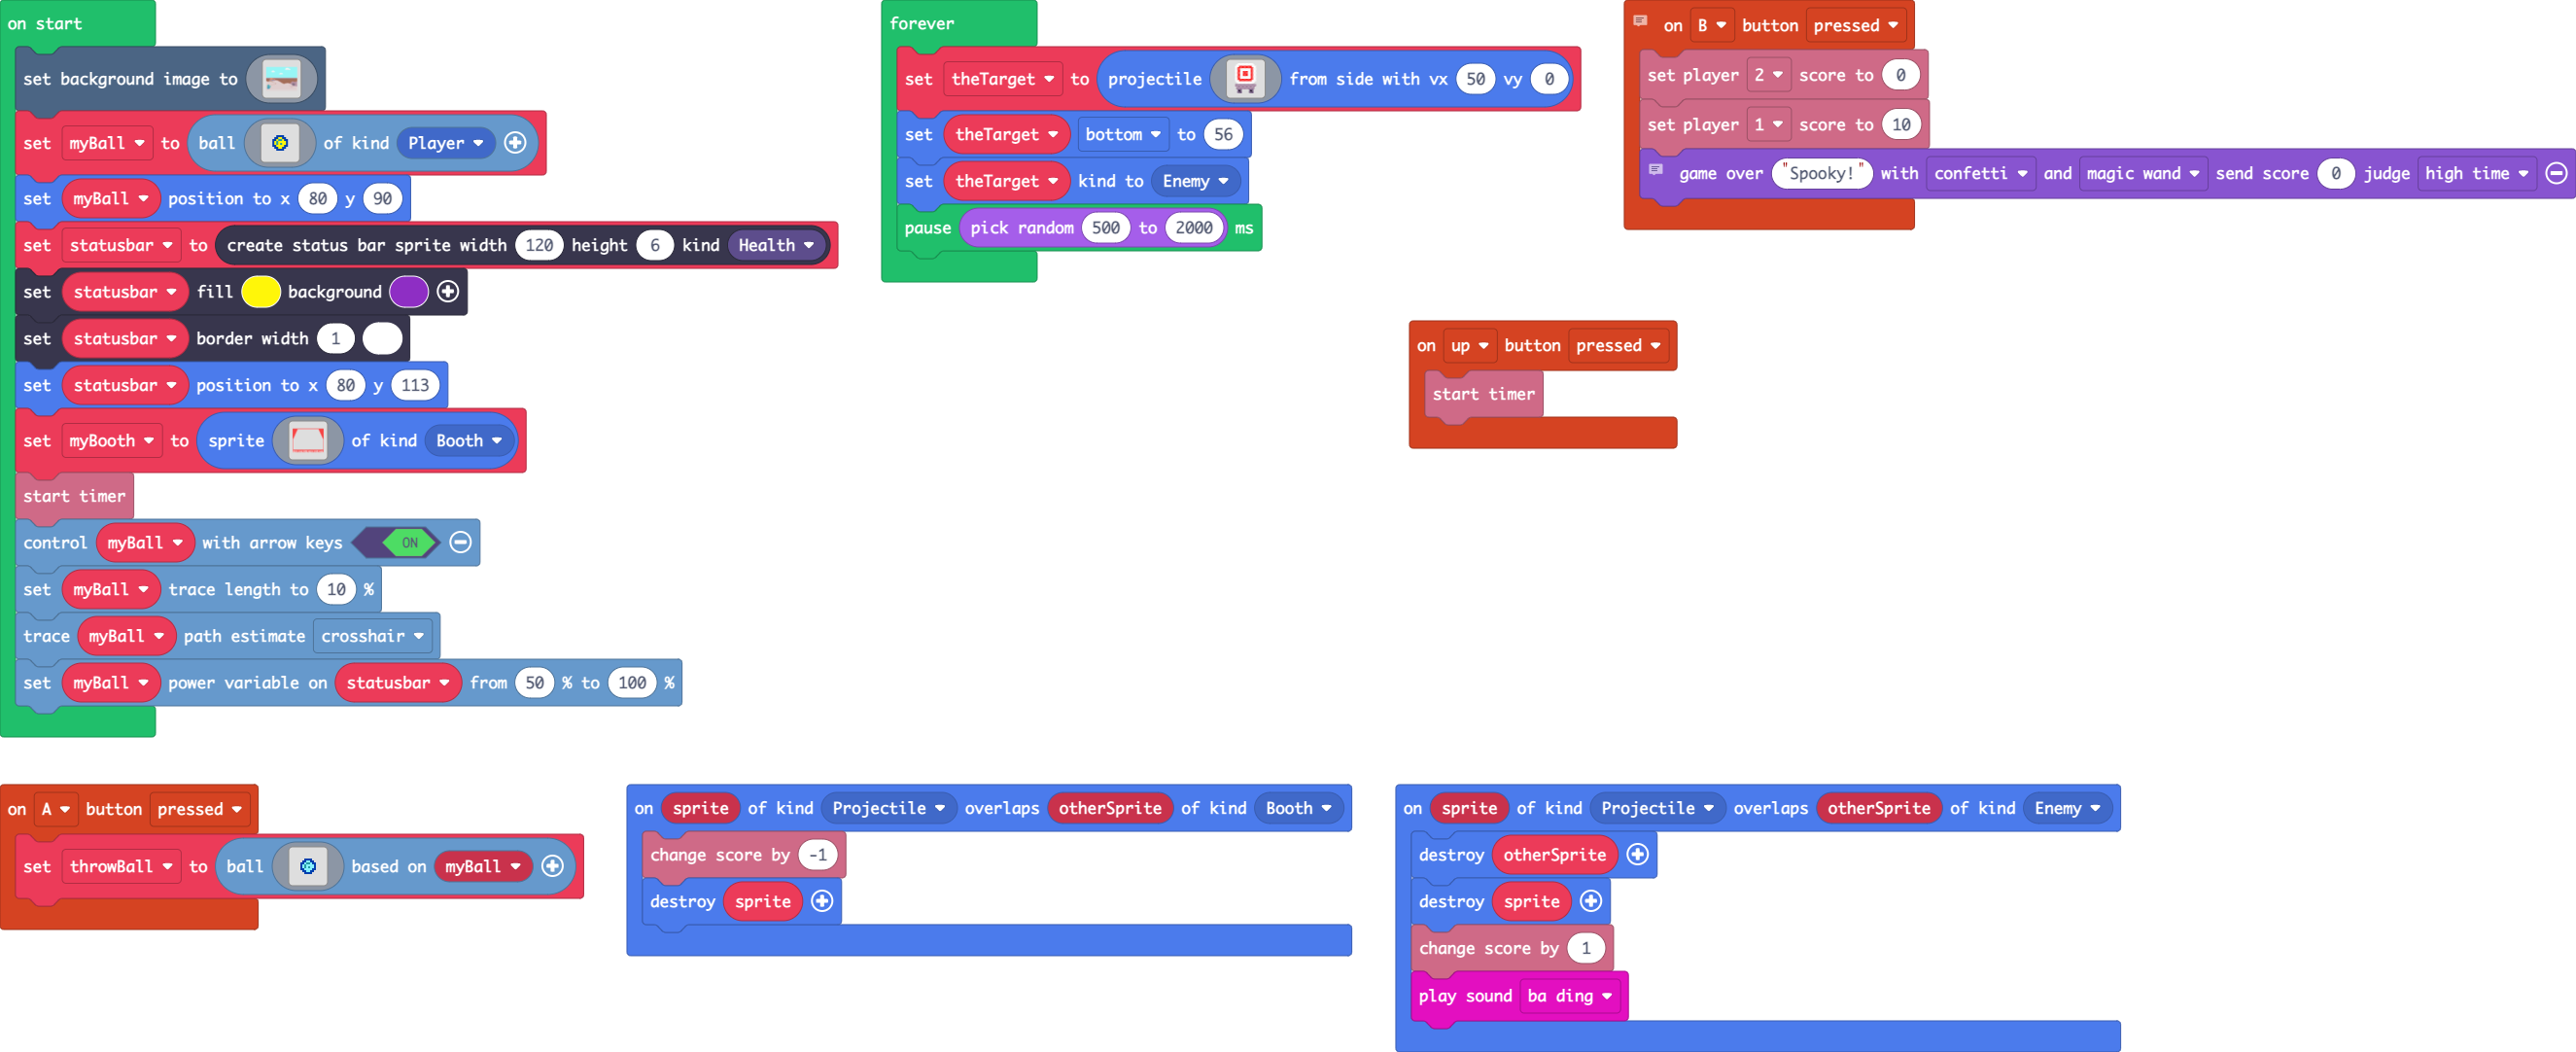 on start
set background image to
set myBall to ball of kind Player
set myBall position to x 80 y 90
set statusbar to create status bar sprite width 120 height 6 kind Health
set statusbar fill background
set statusbar border width 1
set statusbar position to x 80 y 113
set myBooth to sprite of kind Booth
start timer
control myBall with arrow keys ON
set myBall trace length to 10 %
trace myBall path estimate crosshair
set myBall power variable on statusbar from 50 % to 100 %
forever
set theTarget to projectile from side with vx 50 vy 0
set theTarget bottom to 56
set theTarget kind to Enemy
pause pick random 500 to 2000 ms
on B button pressed
set player 2 score to 0
set player 1 score to 10
game over "Spooky!" with confetti and magic wand send score 0 judge high time
on up button pressed
start timer
on A button pressed
set throwBall to ball based on myBall
on sprite of kind Projectile overlaps otherSprite of kind Booth
change score by -1
destroy sprite
on sprite of kind Projectile overlaps otherSprite of kind Enemy
destroy otherSprite
destroy sprite
change score by 1
play sound ba ding